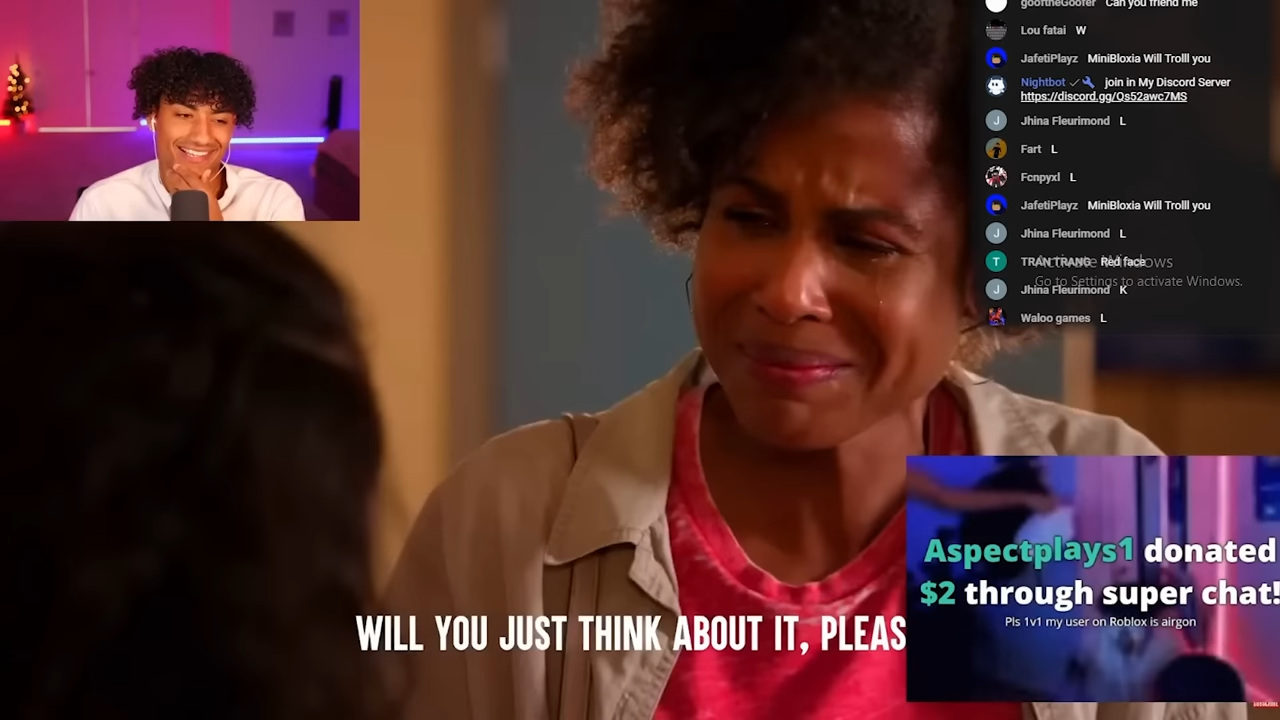 gooftheGoofer Can you friend me
Lou fatai W
JafetiPlayz MiniBloxia Will Trolll you
Nightbot join in My Discord Server
https://discord.gg/Qs52awc7MS
Jhina Fleurimond L
Fart L
Fcnpyxl L
JafetiPlayz MiniBloxia Will Trolll you
Jhina Fleurimond L
TRAN TRANG Red face
Activate Windows
Go to Settings to activate Windows.
Jhina Fleurimond K
Waloo games L
Aspectplays1 donated
$2 through super chat!
Pls 1v1 my user on Roblox is airgon
WILL YOU JUST THINK ABOUT IT, PLEAS